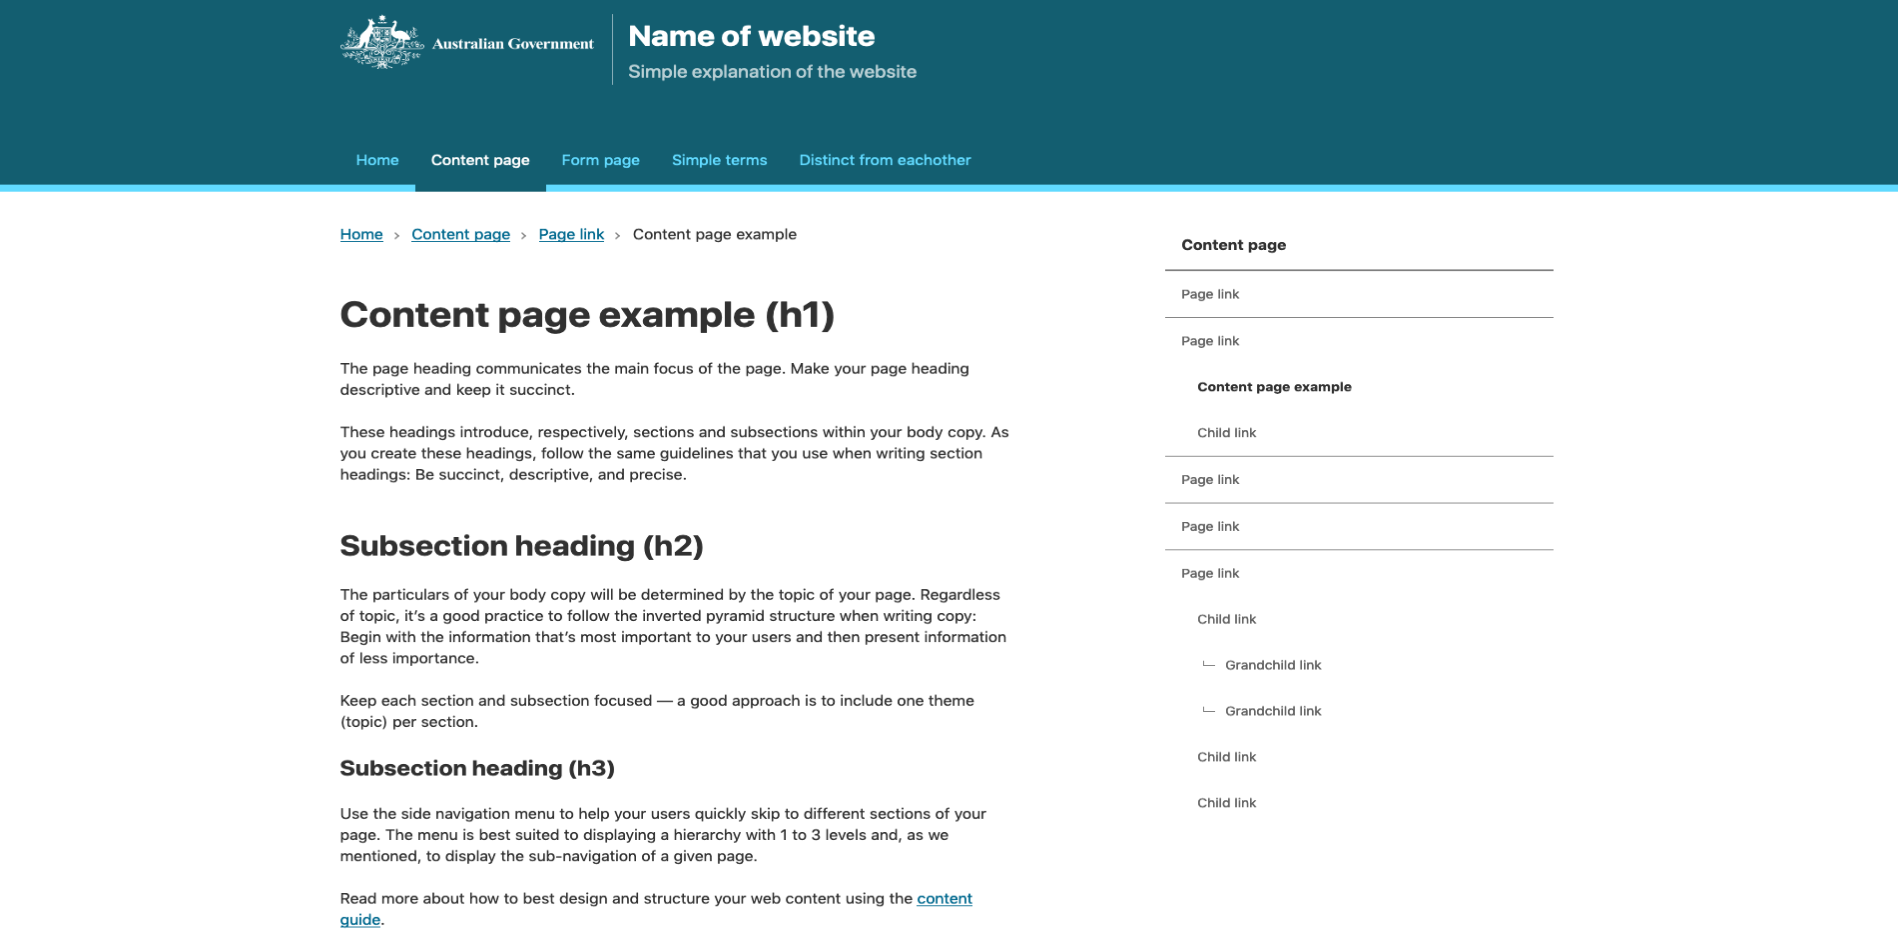 Australian Government
Name of website
Simple explanation of the website
Home
Content page
Form page
Simple terms
Distinct from eachother
Home › Content page › Page link › Content page example
Content page example (h1)
The page heading communicates the main focus of the page. Make your page heading
descriptive and keep it succinct.
These headings introduce, respectively, sections and subsections within your body copy. As
you create these headings, follow the same guidelines that you use when writing section
headings: Be succinct, descriptive, and precise.
Subsection heading (h2)
The particulars of your body copy will be determined by the topic of your page. Regardless
of topic, it’s a good practice to follow the inverted pyramid structure when writing copy:
Begin with the information that’s most important to your users and then present information
of less importance.
Keep each section and subsection focused — a good approach is to include one theme
(topic) per section.
Subsection heading (h3)
Use the side navigation menu to help your users quickly skip to different sections of your
page. The menu is best suited to displaying a hierarchy with 1 to 3 levels and, as we
mentioned, to display the sub-navigation of a given page.
Read more about how to best design and structure your web content using the content
guide.
Content page
Page link
Page link
Content page example
Child link
Page link
Page link
Page link
Child link
Grandchild link
Grandchild link
Child link
Child link